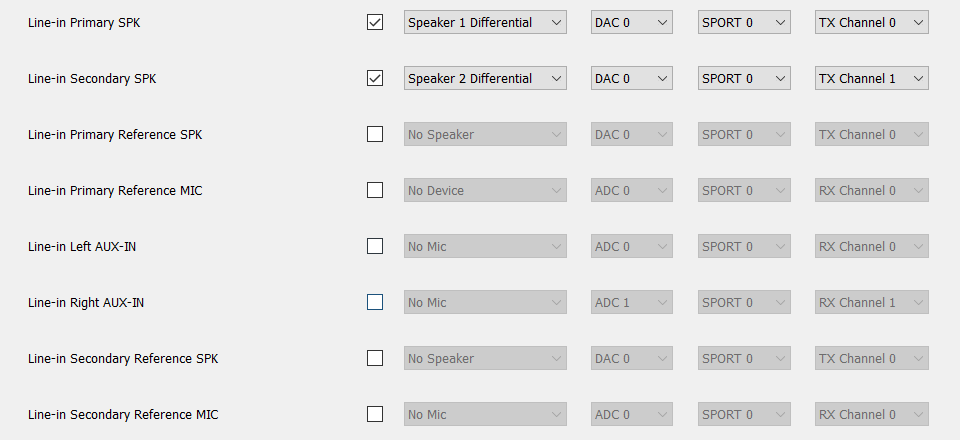 Line-in Primary SPK Speaker 1 Differential DAC 0 SPORT 0 TX Channel 0
Line-in Secondary SPK Speaker 2 Differential DAC 0 SPORT 0 TX Channel 1
Line-in Primary Reference SPK No Speaker DAC 0 SPORT 0 TX Channel 0
Line-in Primary Reference MIC No Device ADC 0 SPORT 0 RX Channel 0
Line-in Left AUX-IN No Mic ADC 0 SPORT 0 RX Channel 0
Line-in Right AUX-IN No Mic ADC 1 SPORT 0 RX Channel 1
Line-in Secondary Reference SPK No Speaker DAC 0 SPORT 0 TX Channel 0
Line-in Secondary Reference MIC No Mic ADC 0 SPORT 0 RX Channel 0